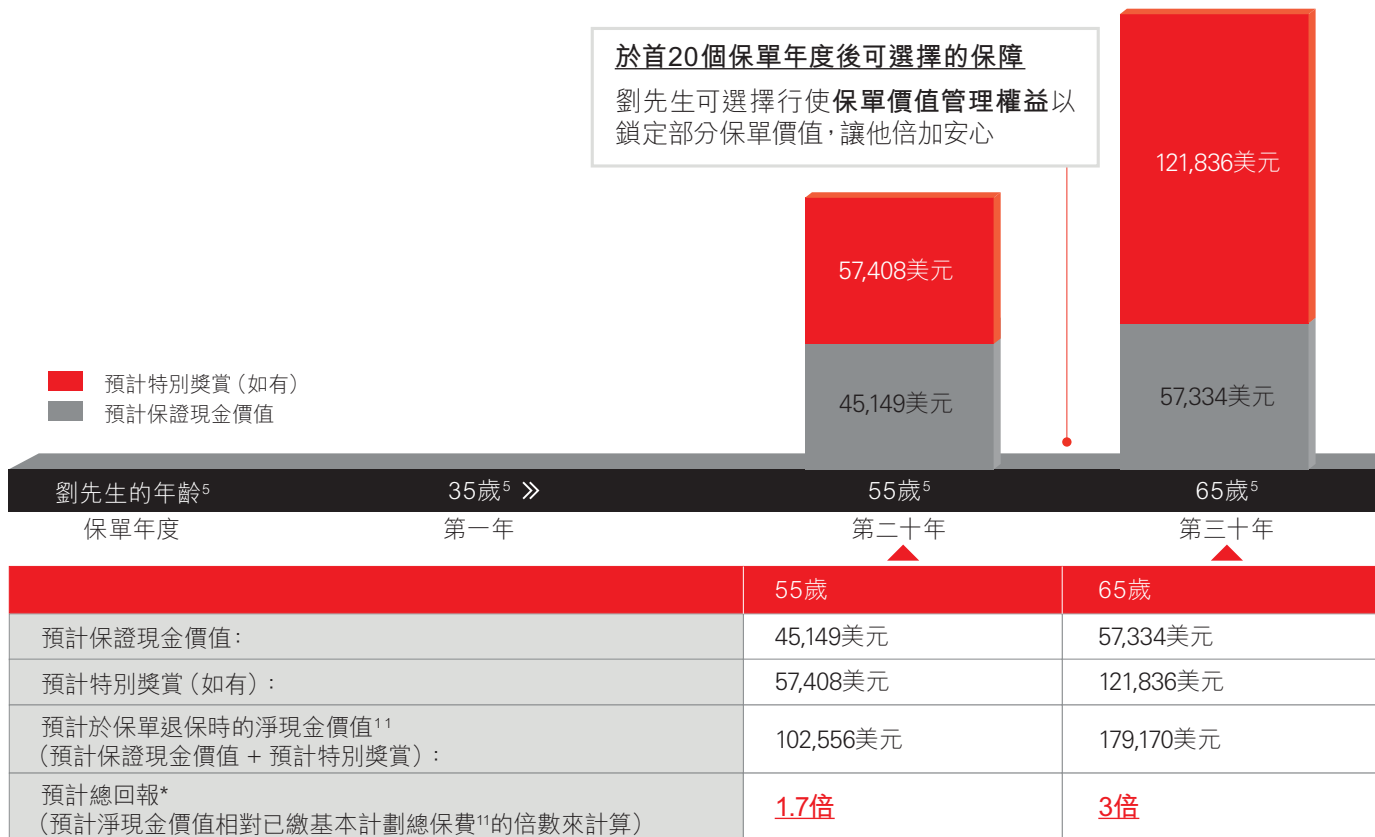 於首20個保單年度後可選擇的保障
劉先生可選擇行使保單價值管理權益以
鎖定部分保單價值，讓他倍加安心
121,836美元
57,408美元
45,149美元
57,334美元
預計特別獎賞（如有）
預計保證現金價值
劉先生的年齡⁵ 35歲⁵ » 55歲⁵ 65歲⁵
保單年度 第一年 第二十年 第三十年
55歲 65歲
預計保證現金價值： 45,149美元 57,334美元
預計特別獎賞（如有）： 57,408美元 121,836美元
預計於保單退保時的淨現金價值¹¹
（預計保證現金價值 + 預計特別獎賞）： 102,556美元 179,170美元
預計總回報*
（預計淨現金價值相對已繳基本計劃總保費¹¹的倍數來計算） 1.7倍 3倍